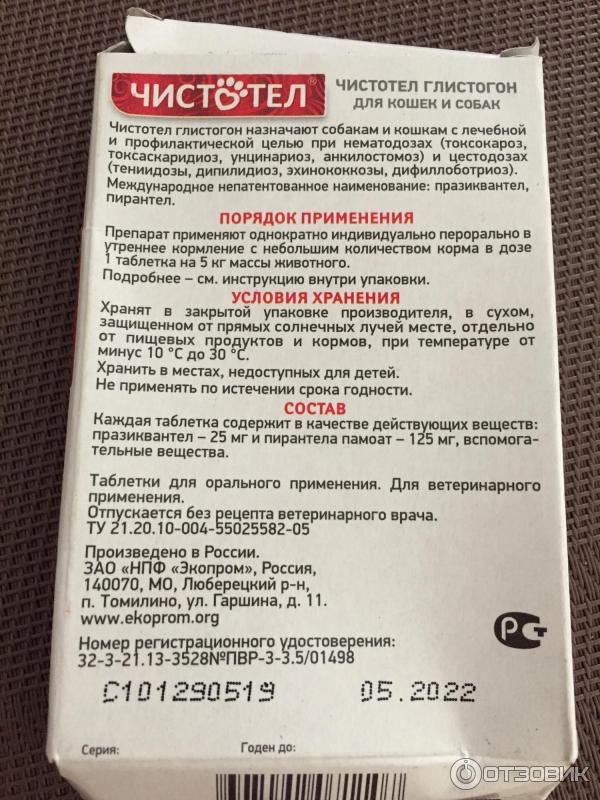 ЧИСТОТЕЛ®
ЧИСТОТЕЛ ГЛИСТОГОН
ДЛЯ КОШЕК И СОБАК
Чистотел глистогон назначают собакам и кошкам с лечебной
и профилактической целью при нематодозах (токсокароз,
токсаскаридиоз, унцинариоз, анкилостомоз) и цестодозах
(тениидозы, дипилидиоз, эхинококкозы, дифиллоботриоз).
Международное непатентованное наименование: празиквантел,
пирантел.
ПОРЯДОК ПРИМЕНЕНИЯ
Препарат применяют однократно индивидуально перорально в
утреннее кормление с небольшим количеством корма в дозе
1 таблетка на 5 кг массы животного.
Подробнее – см. инструкцию внутри упаковки.
УСЛОВИЯ ХРАНЕНИЯ
Хранят в закрытой упаковке производителя, в сухом,
защищенном от прямых солнечных лучей месте, отдельно
от пищевых продуктов и кормов, при температуре от
минус 10 °С до 30 °С.
Хранить в местах, недоступных для детей.
Не применять по истечении срока годности.
СОСТАВ
Каждая таблетка содержит в качестве действующих веществ:
празиквантел – 25 мг и пирантела памоат – 125 мг, вспомога-
тельные вещества.
Таблетки для орального применения. Для ветеринарного
применения.
Отпускается без рецепта ветеринарного врача.
ТУ 21.20.10-004-55025582-05
Произведено в России.
ЗАО «НПФ «Экопром», Россия,
140070, МО, Люберецкий р-н,
п. Томилино, ул. Гаршина, д. 11.
www.ekoprom.org
Номер регистрационного удостоверения:
32-3-21.13-3528№ПВР-3-3.5/01498
РСТ
С101290519 05.2022
Серия: Годен до:
ОТЗОВИК